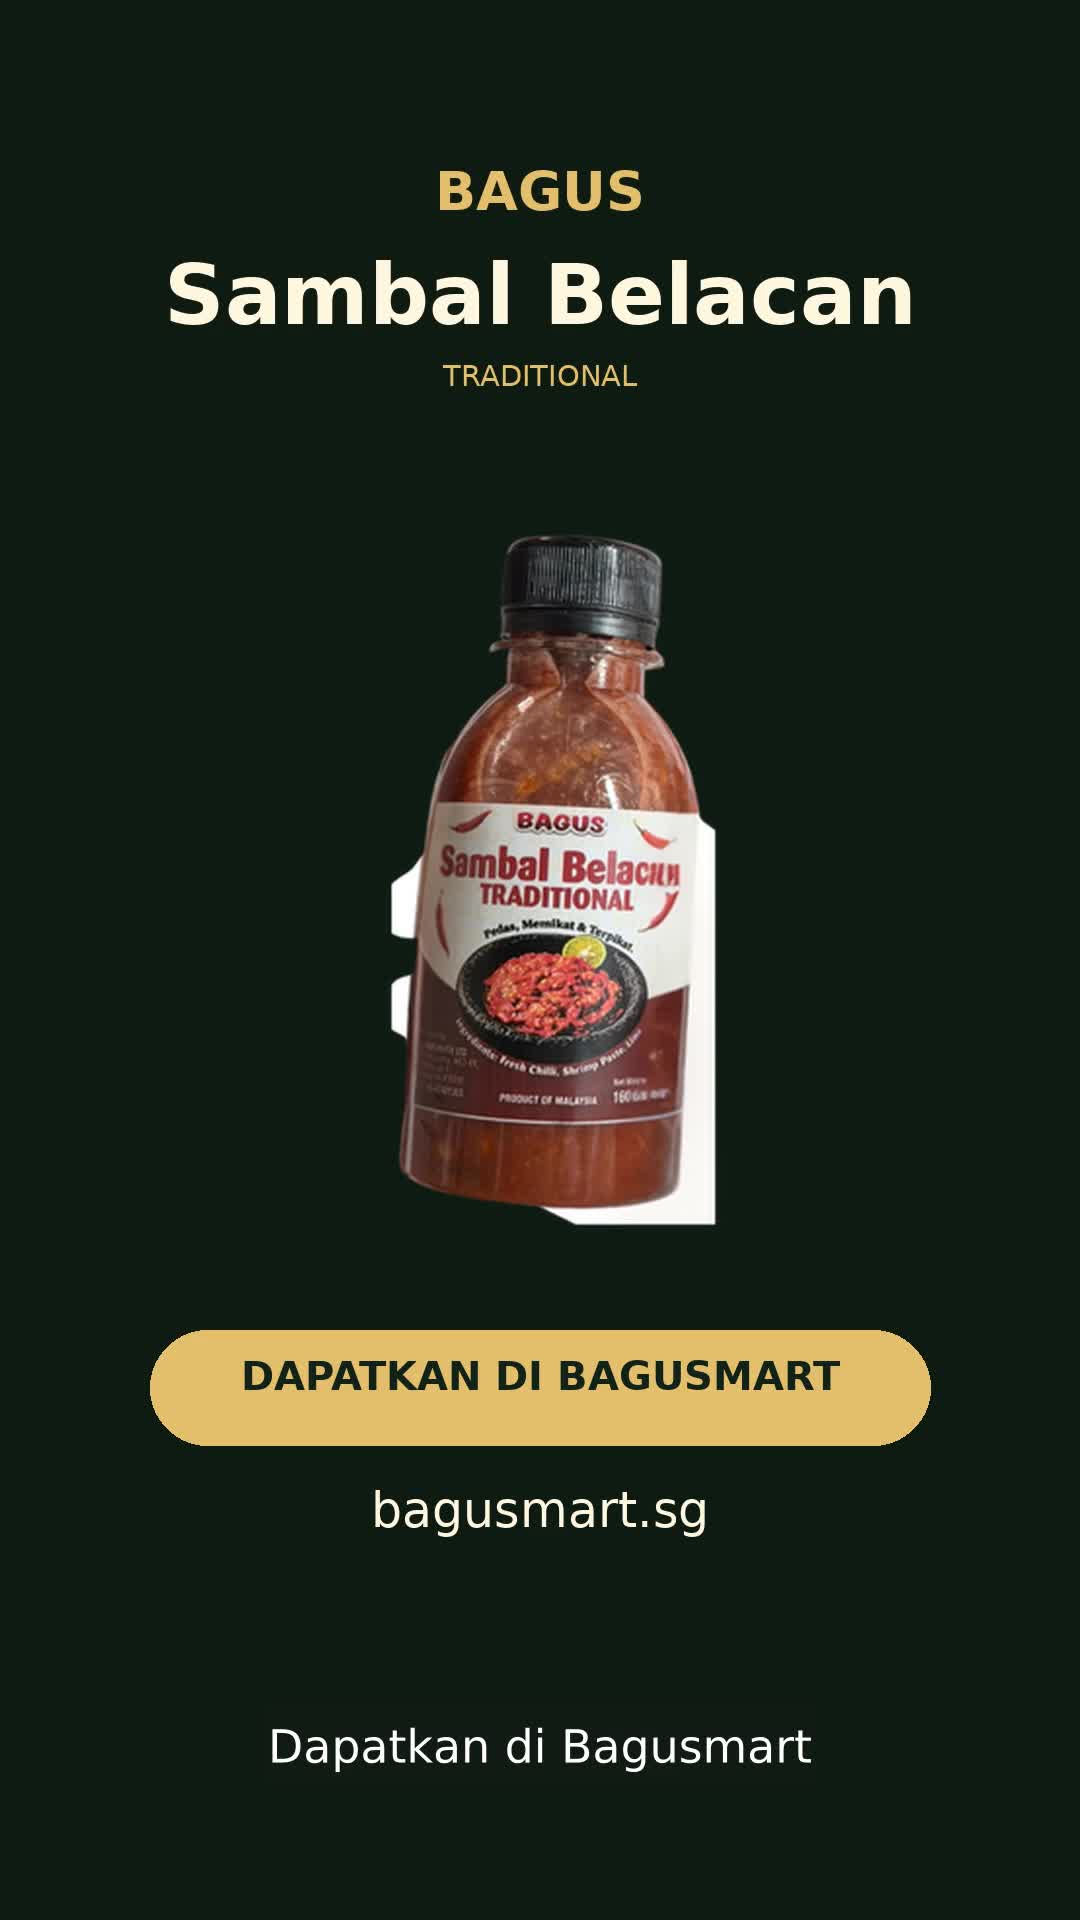 BAGUS
Sambal Belacan
TRADITIONAL
BAGUS
Sambal Belacan
TRADITIONAL
Pedas, Memikat & Terpikat.
Ingredients: Fresh Chilli, Shrimp Paste, Lime
PRODUCT OF MALAYSIA
DAPATKAN DI BAGUSMART
bagusmart.sg
Dapatkan di Bagusmart